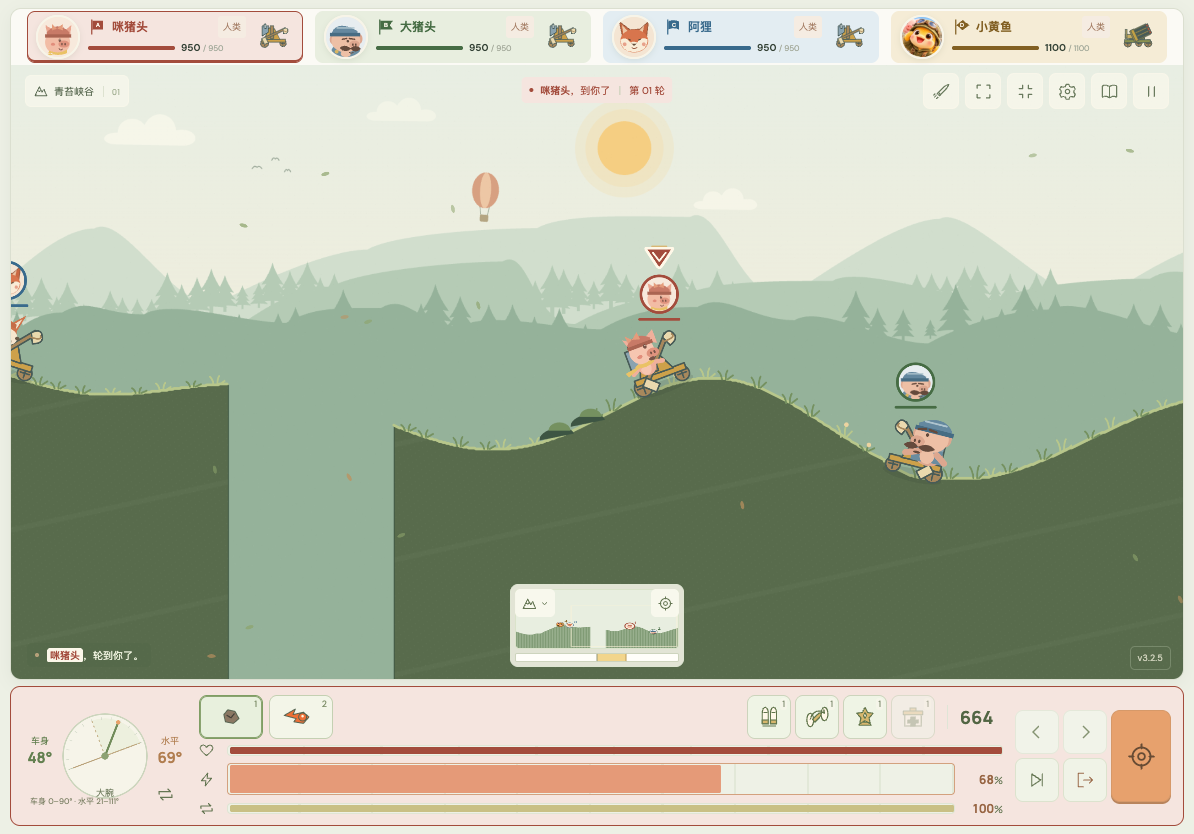 咪猪头 人类
950 / 950
大猪头 人类
950 / 950
阿狸 人类
950 / 950
小黄鱼 人类
1100 / 1100
青苔峡谷 01
咪猪头，到你了 第 01 轮
咪猪头，轮到你了。
v3.2.5
车身
48°
水平
69°
大腕
车身 0–90° · 水平 21–111°
1
2
1
1
1
1
664
68%
100%